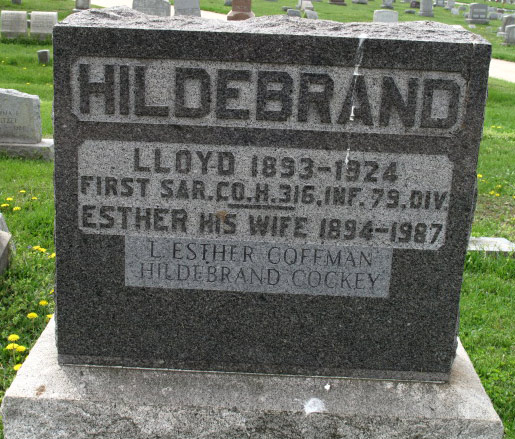 HILDEBRAND
LLOYD 1893-1924
FIRST SAR. CO. H. 316, INF. 79, DIV.
ESTHER HIS WIFE 1894-1987
L. ESTHER COFFMAN
HILDEBRAND COCKEY